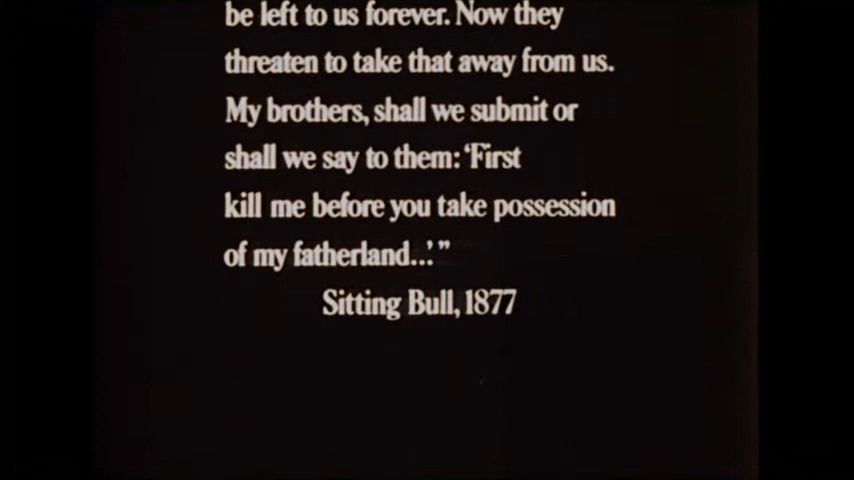 be left to us forever. Now they
threaten to take that away from us.
My brothers, shall we submit or
shall we say to them: ‘First
kill me before you take possession
of my fatherland...’”
Sitting Bull, 1877